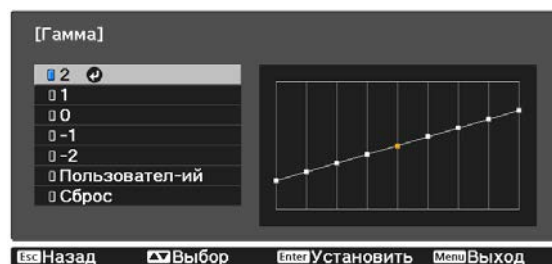 [Гамма]
2
1
0
-1
-2
Пользовател-ий
Сброс
Esc Назад Выбор Enter Установить Menu Выход